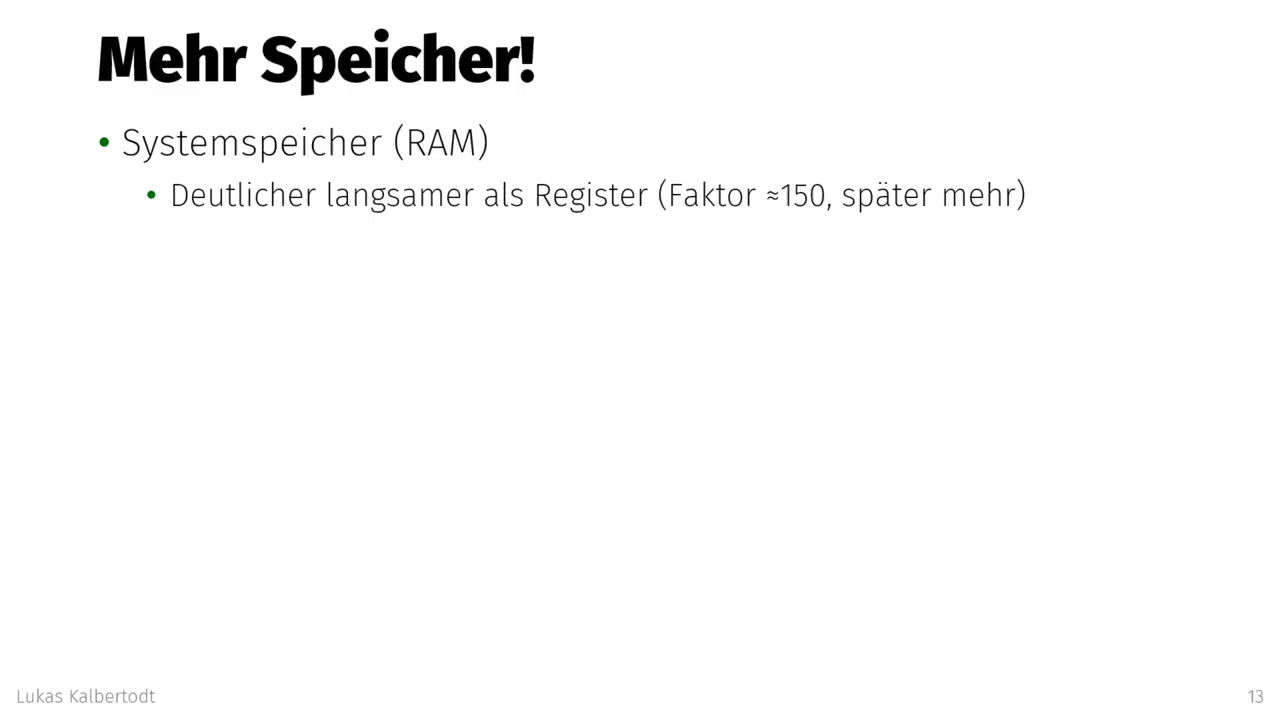 Mehr Speicher!
• Systemspeicher (RAM)
• Deutlicher langsamer als Register (Faktor ≈150, später mehr)
Lukas Kalbertodt
13